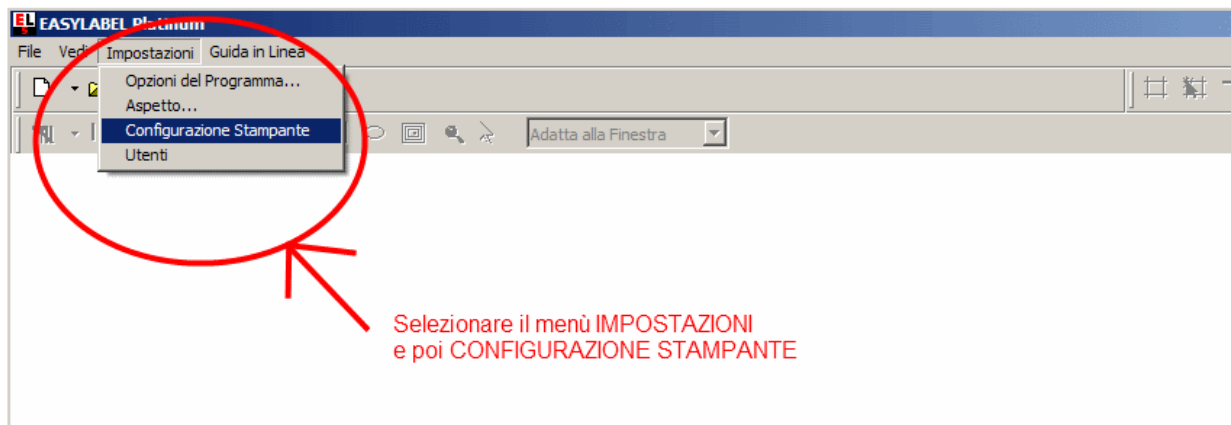 EASYLABEL Platinum
File Vedi Impostazioni Guida in Linea
Opzioni del Programma...
Aspetto...
Configurazione Stampante
Adatta alla Finestra
Utenti
Selezionare il menù IMPOSTAZIONI
e poi CONFIGURAZIONE STAMPANTE